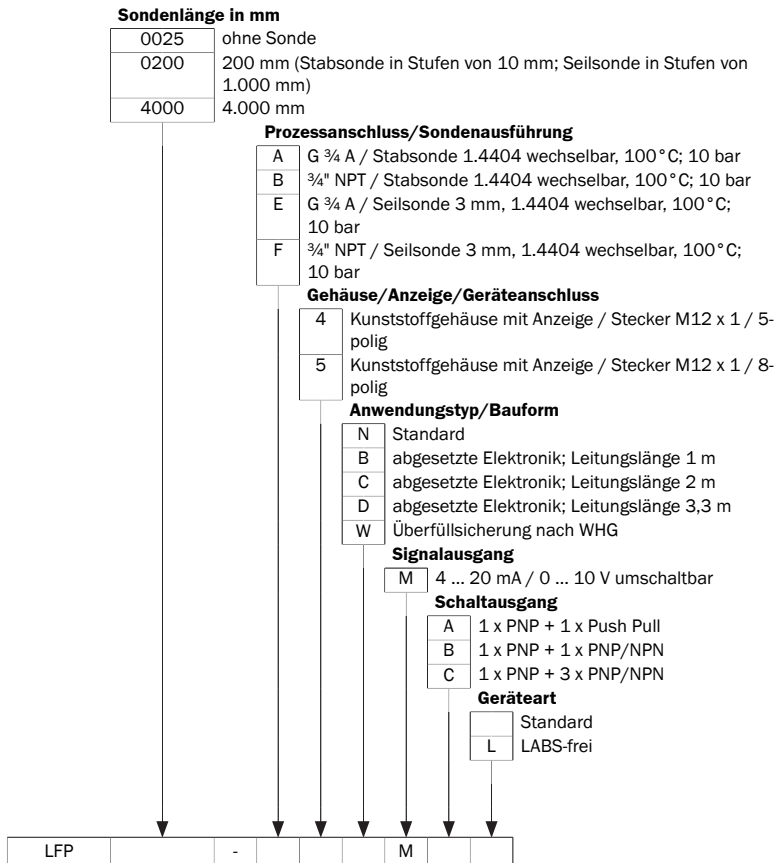 Sondenlänge in mm
0025 ohne Sonde
0200 200 mm (Stabsonde in Stufen von 10 mm; Seilsonde in Stufen von
1.000 mm)
4000 4.000 mm
Prozessanschluss/Sondenausführung
A G ¾ A / Stabsonde 1.4404 wechselbar, 100°C; 10 bar
B ¾" NPT / Stabsonde 1.4404 wechselbar, 100°C; 10 bar
E G ¾ A / Seilsonde 3 mm, 1.4404 wechselbar, 100°C;
10 bar
F ¾" NPT / Seilsonde 3 mm, 1.4404 wechselbar, 100°C;
10 bar
Gehäuse/Anzeige/Geräteanschluss
4 Kunststoffgehäuse mit Anzeige / Stecker M12 x 1 / 5-
polig
5 Kunststoffgehäuse mit Anzeige / Stecker M12 x 1 / 8-
polig
Anwendungstyp/Bauform
N Standard
B abgesetzte Elektronik; Leitungslänge 1 m
C abgesetzte Elektronik; Leitungslänge 2 m
D abgesetzte Elektronik; Leitungslänge 3,3 m
W Überfüllsicherung nach WHG
Signalausgang
M 4 ... 20 mA / 0 ... 10 V umschaltbar
Schaltausgang
A 1 x PNP + 1 x Push Pull
B 1 x PNP + 1 x PNP/NPN
C 1 x PNP + 3 x PNP/NPN
Geräteart
Standard
L LABS-frei
LFP - M